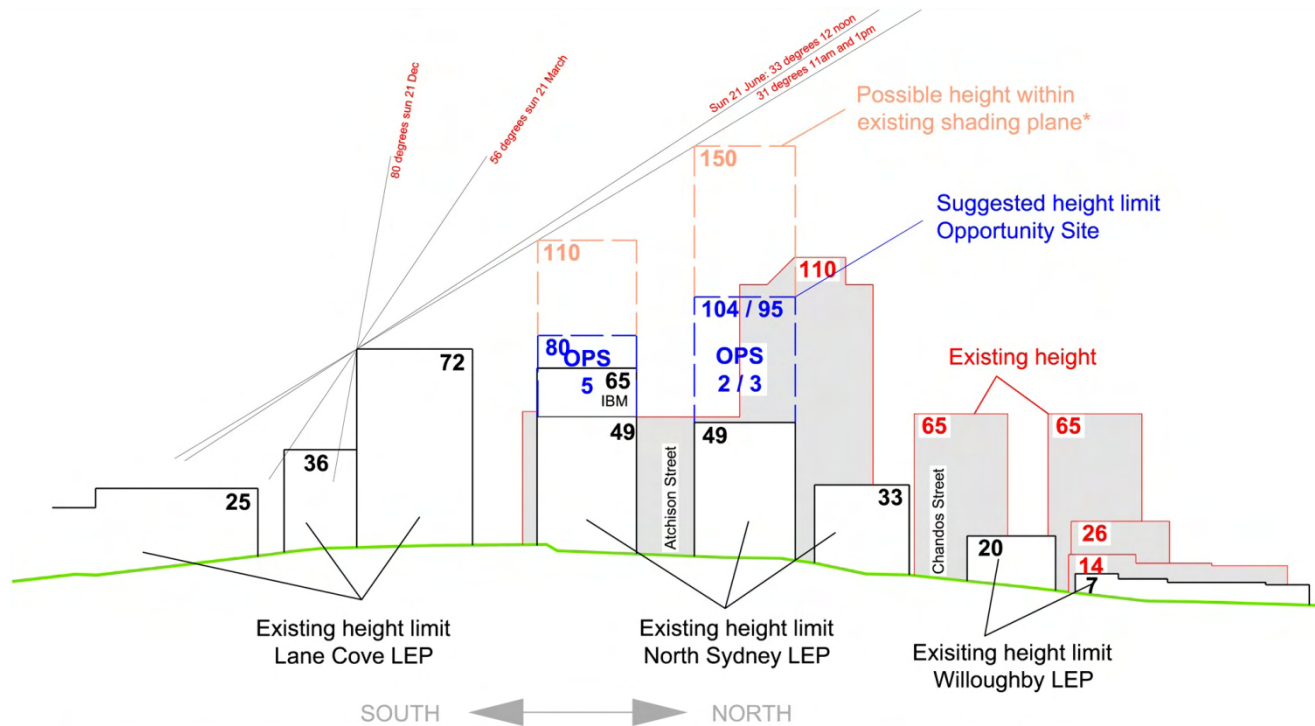 80 degrees sun 21 Dec
56 degrees sun 21 March
Sun 21 June: 33 degrees 12 noon
31 degrees 11am and 1pm
Possible height within
existing shading plane*
150
Suggested height limit
Opportunity Site
110
110
104 / 95
80
OPS
OPS
2 / 3
5
65
IBM
72
Existing height
65
65
49
49
36
25
33
Atchison Street
Chandos Street
26
20
14
7
Existing height limit
Lane Cove LEP
Existing height limit
North Sydney LEP
Exisiting height limit
Willoughby LEP
SOUTH
NORTH